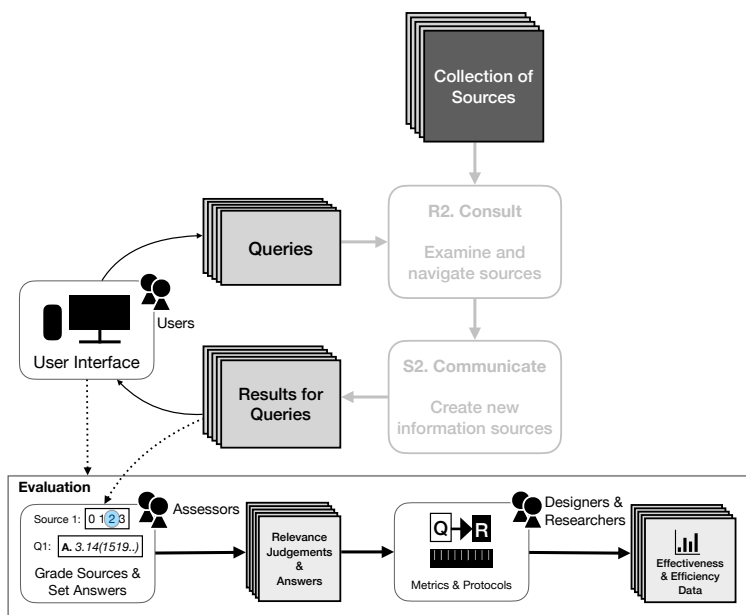 Collection of
Sources
R2. Consult
Examine and
navigate sources
Queries
Users
User Interface
S2. Communicate
Create new
information sources
Results for
Queries
Evaluation
Source 1: 0 1 2 3
Assessors
Q1: A. 3.14(1519..)
Grade Sources &
Set Answers
Relevance
Judgements
&
Answers
Q R
Designers &
Researchers
Metrics & Protocols
Effectiveness
& Efficiency
Data